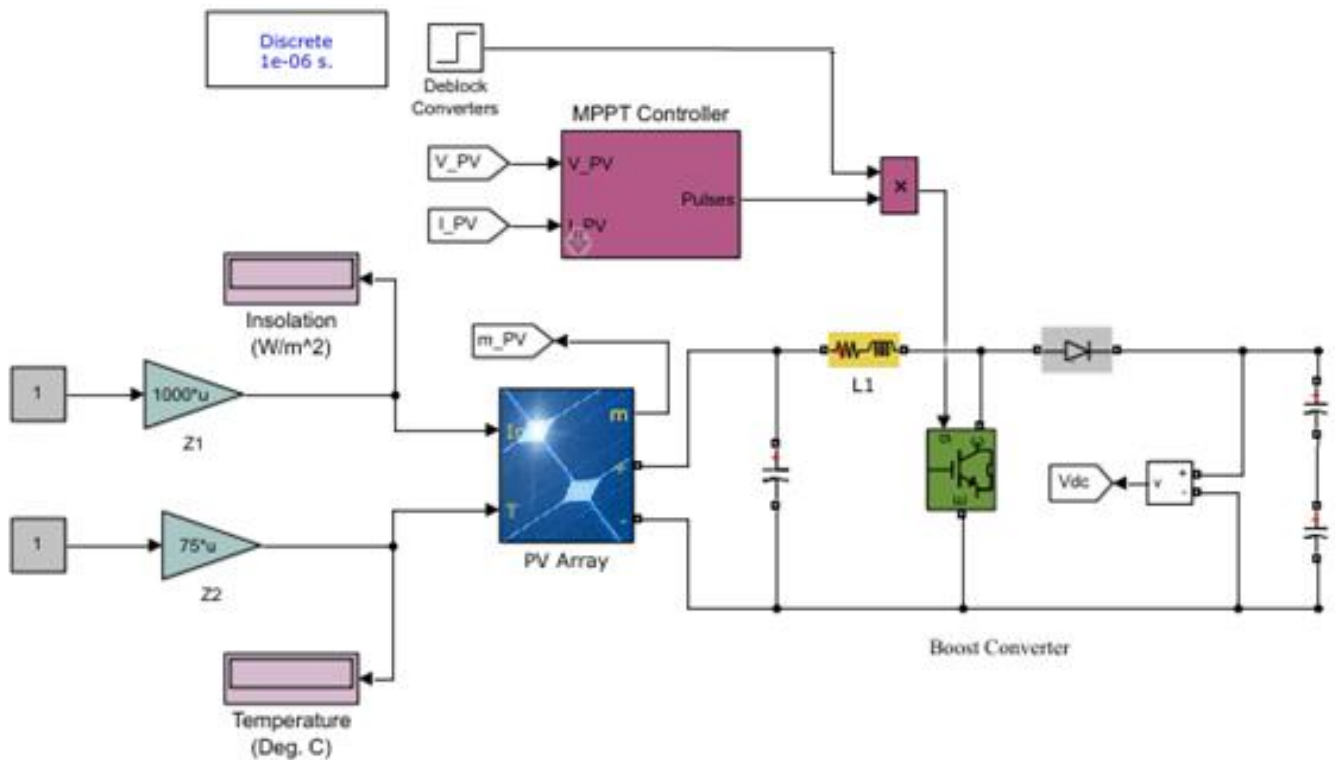 Discrete
1e-06 s.
Deblock
Converters
MPPT Controller
V_PV
V_PV
Pulses
I_PV
I_PV
×
Insolation
(W/m^2)
m_PV
1
1000*u
Z1
m
+
T
-
PV Array
L1
g
C
E
Vdc
v
+
-
1
75*u
Z2
Boost Converter
Temperature
(Deg. C)